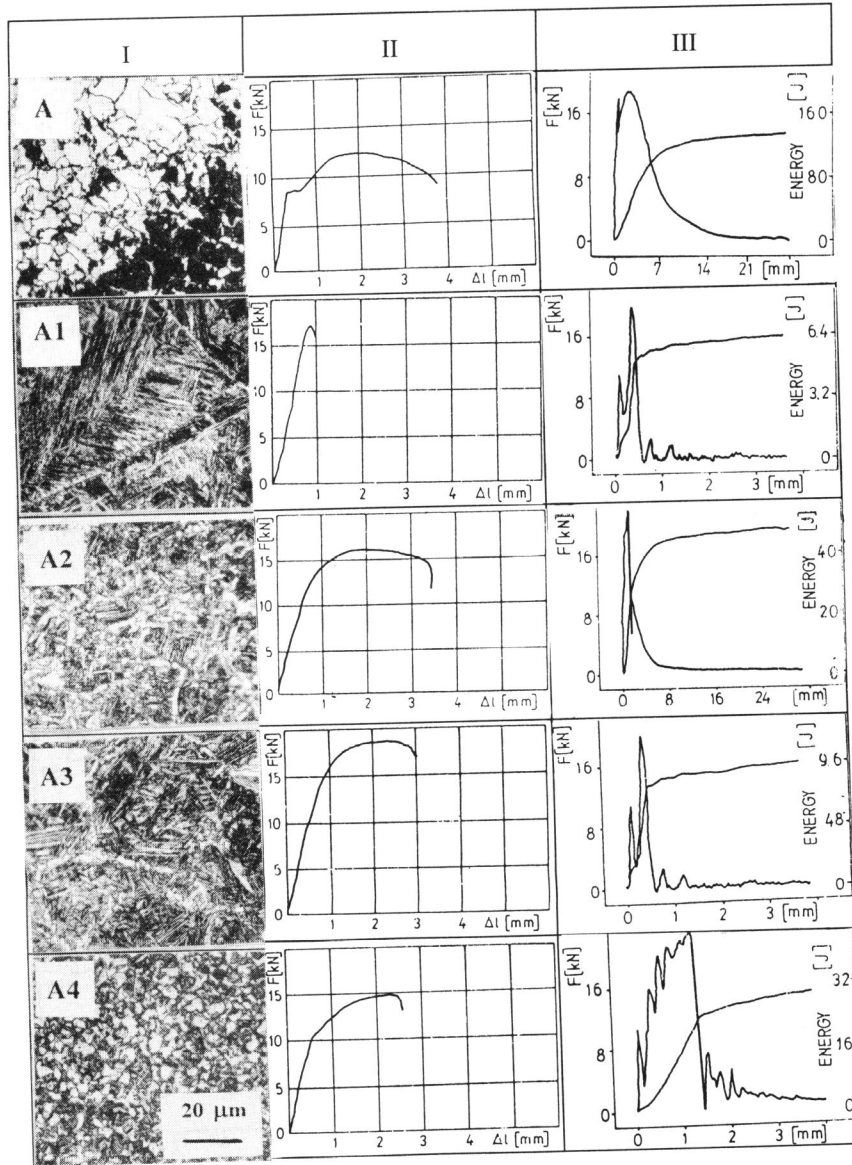 I II III
A
F[kN]
15
10
5
0
1 2 3 4 Δl [mm]
F[kN]
16
8
0
0 7 14 21 [mm]
[J]
160
80
0
ENERGY
A1
F[kN]
15
10
5
0
1 2 3 4 Δl [mm]
F[kN]
16
8
0
0 1 2 3 [mm]
[J]
6.4
3.2
0
ENERGY
A2
F[kN]
15
10
5
0
1 2 3 4 Δl [mm]
F[kN]
16
8
0
0 8 16 24 [mm]
[J]
40
20
0
ENERGY
A3
F[kN]
15
10
5
0
1 2 3 4 Δl [mm]
F[kN]
16
8
0
0 1 2 3 [mm]
[J]
9.6
48
0
ENERGY
A4
20 μm
F[kN]
15
10
5
0
1 2 3 4 Δl [mm]
F[kN]
16
8
0
0 1 2 3 [mm]
[J]
32
16
0
ENERGY